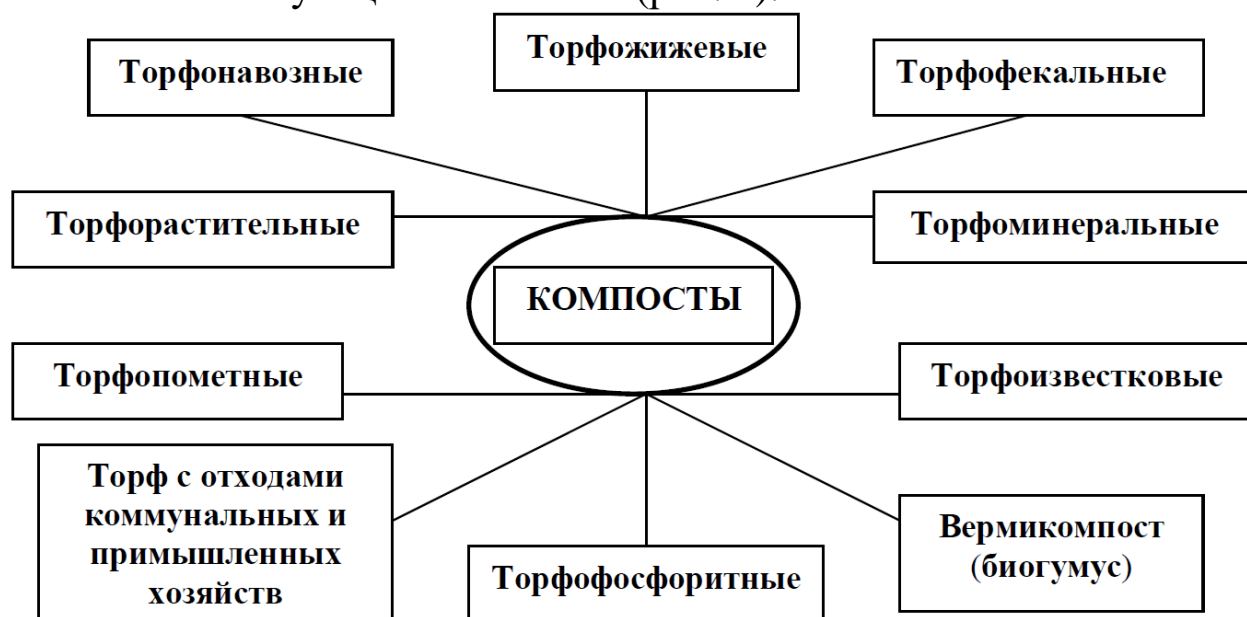 Торфожижевые
Торфонавозные
Торфофекальные
Торфорастительные
Торфоминеральные
КОМПОСТЫ
Торфопометные
Торфоизвестковые
Торф с отходами
коммунальных и
примышленных
хозяйств
Торфофосфоритные
Вермикомпост
(биогумус)